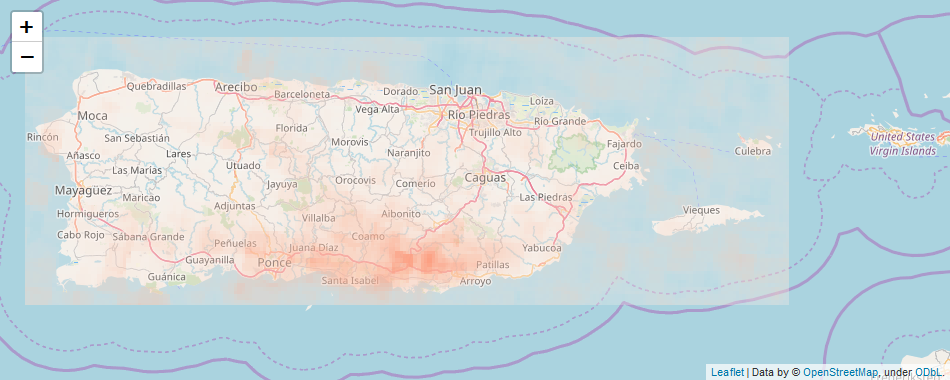 +
−
Quebradillas
Arecibo
Barceloneta
Dorado
San Juan
Loíza
Moca
Vega Alta
Río Piedras
Río Grande
Rincón
San Sebastián
Florida
Morovis
Trujillo Alto
Fajardo
United States
Virgin Islands
Añasco
Lares
Naranjito
Culebra
Las Marías
Utuado
Ceiba
Mayagüez
Jayuya
Orocovis
Comerío
Caguas
Maricao
Las Piedras
Hormigueros
Adjuntas
Villalba
Aibonito
Vieques
Cabo Rojo
Sabana Grande
Peñuelas
Juana Díaz
Coamo
Yabucoa
Guayanilla
Ponce
Patillas
Guánica
Santa Isabel
Arroyo
Leaflet | Data by © OpenStreetMap, under ODbL.